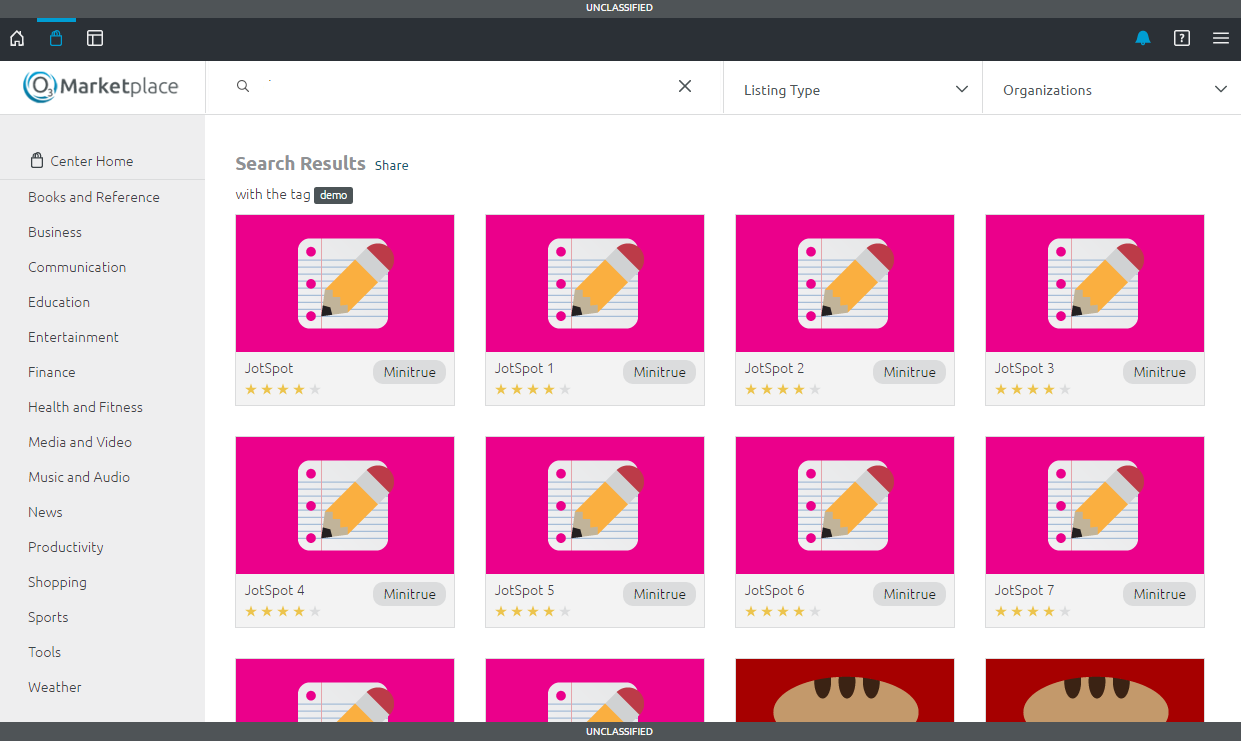 UNCLASSIFIED
O3 Marketplace
Listing Type
Organizations
Center Home
Books and Reference
Business
Communication
Education
Entertainment
Finance
Health and Fitness
Media and Video
Music and Audio
News
Productivity
Shopping
Sports
Tools
Weather
Search Results Share
with the tag demo
JotSpot Minitrue
JotSpot 1 Minitrue
JotSpot 2 Minitrue
JotSpot 3 Minitrue
JotSpot 4 Minitrue
JotSpot 5 Minitrue
JotSpot 6 Minitrue
JotSpot 7 Minitrue
UNCLASSIFIED